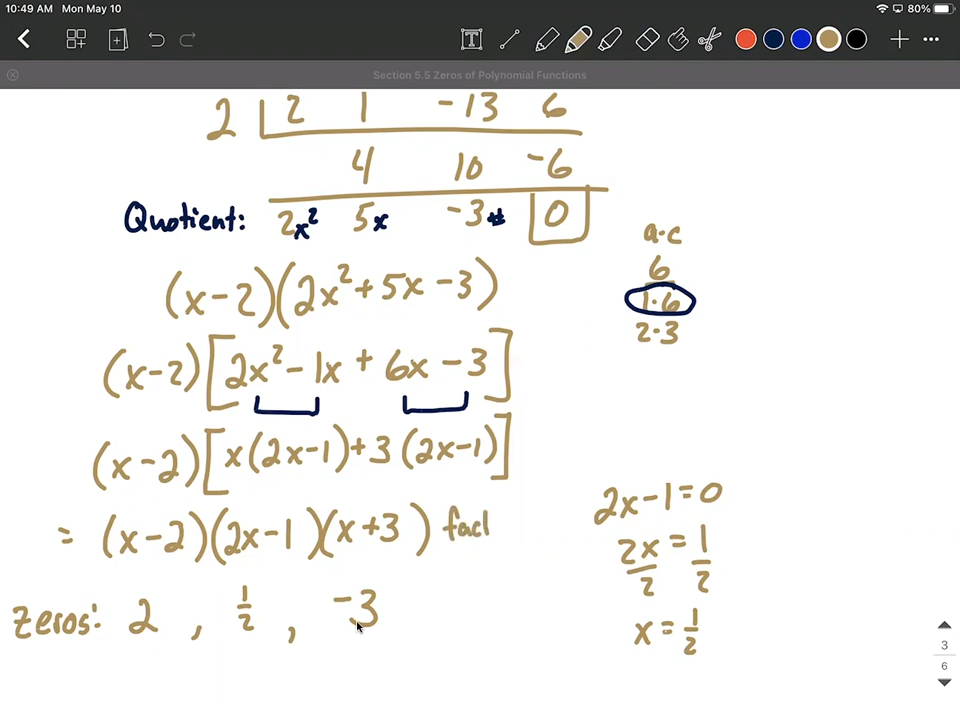 10:49 AM Mon May 10
80%
T
Section 5.5 Zeros of Polynomial Functions
2 | 2 1 -13 6
4 10 -6
Quotient: 2x² 5x -3# 0
a·c
6
1·6
2·3
(x-2)(2x²+5x-3)
(x-2)[2x²-1x+6x-3]
(x-2)[x(2x-1)+3(2x-1)]
= (x-2)(2x-1)(x+3) facl
2x-1=0
2x/2 = 1/2
x = 1/2
zeros: 2 , 1/2 , -3
3
6